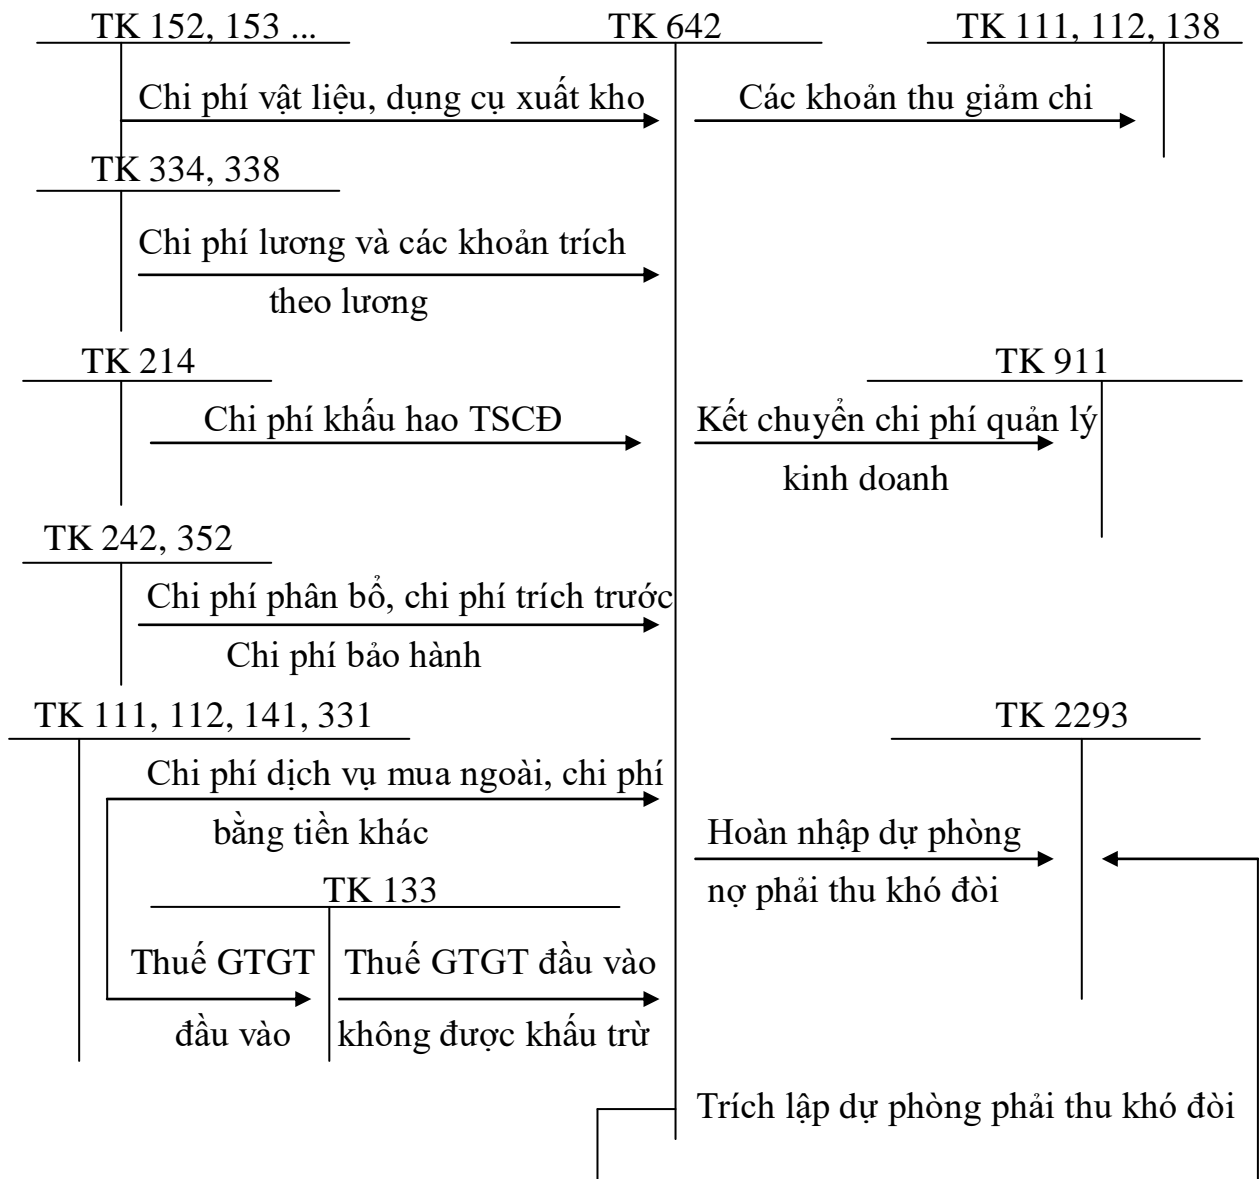 TK 152, 153 ...
TK 642
TK 111, 112, 138
Chi phí vật liệu, dụng cụ xuất kho
Các khoản thu giảm chi
TK 334, 338
Chi phí lương và các khoản trích
theo lương
TK 214
TK 911
Chi phí khấu hao TSCĐ
Kết chuyển chi phí quản lý
kinh doanh
TK 242, 352
Chi phí phân bổ, chi phí trích trước
Chi phí bảo hành
TK 111, 112, 141, 331
TK 2293
Chi phí dịch vụ mua ngoài, chi phí
bằng tiền khác
Hoàn nhập dự phòng
nợ phải thu khó đòi
TK 133
Thuế GTGT
đầu vào
Thuế GTGT đầu vào
không được khấu trừ
Trích lập dự phòng phải thu khó đòi